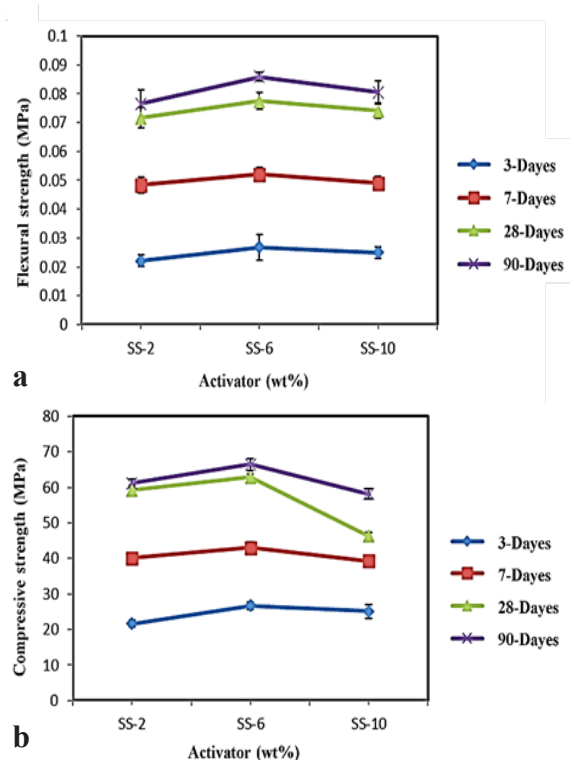 0.1
0.09
0.08
0.07
0.06
0.05
0.04
0.03
0.02
0.01
0
Flexural strength (MPa)
SS-2 SS-6 SS-10
Activator (wt%)
3-Dayes
7-Dayes
28-Dayes
90-Dayes
a
80
70
60
50
40
30
20
10
0
Compressive strength (MPa)
SS-2 SS-6 SS-10
Activator (wt%)
3-Dayes
7-Dayes
28-Dayes
90-Dayes
b